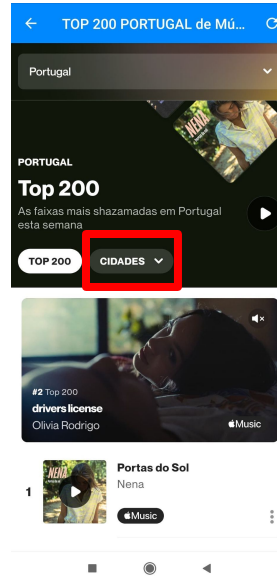 TOP 200 PORTUGAL de Mú...
Portugal
NENA
PORTUGAL
Top 200
As faixas mais shazamadas em Portugal
esta semana
TOP 200
CIDADES
#2 Top 200
drivers license
Olivia Rodrigo
Music
1
NENA
Portas do Sol
Nena
Music